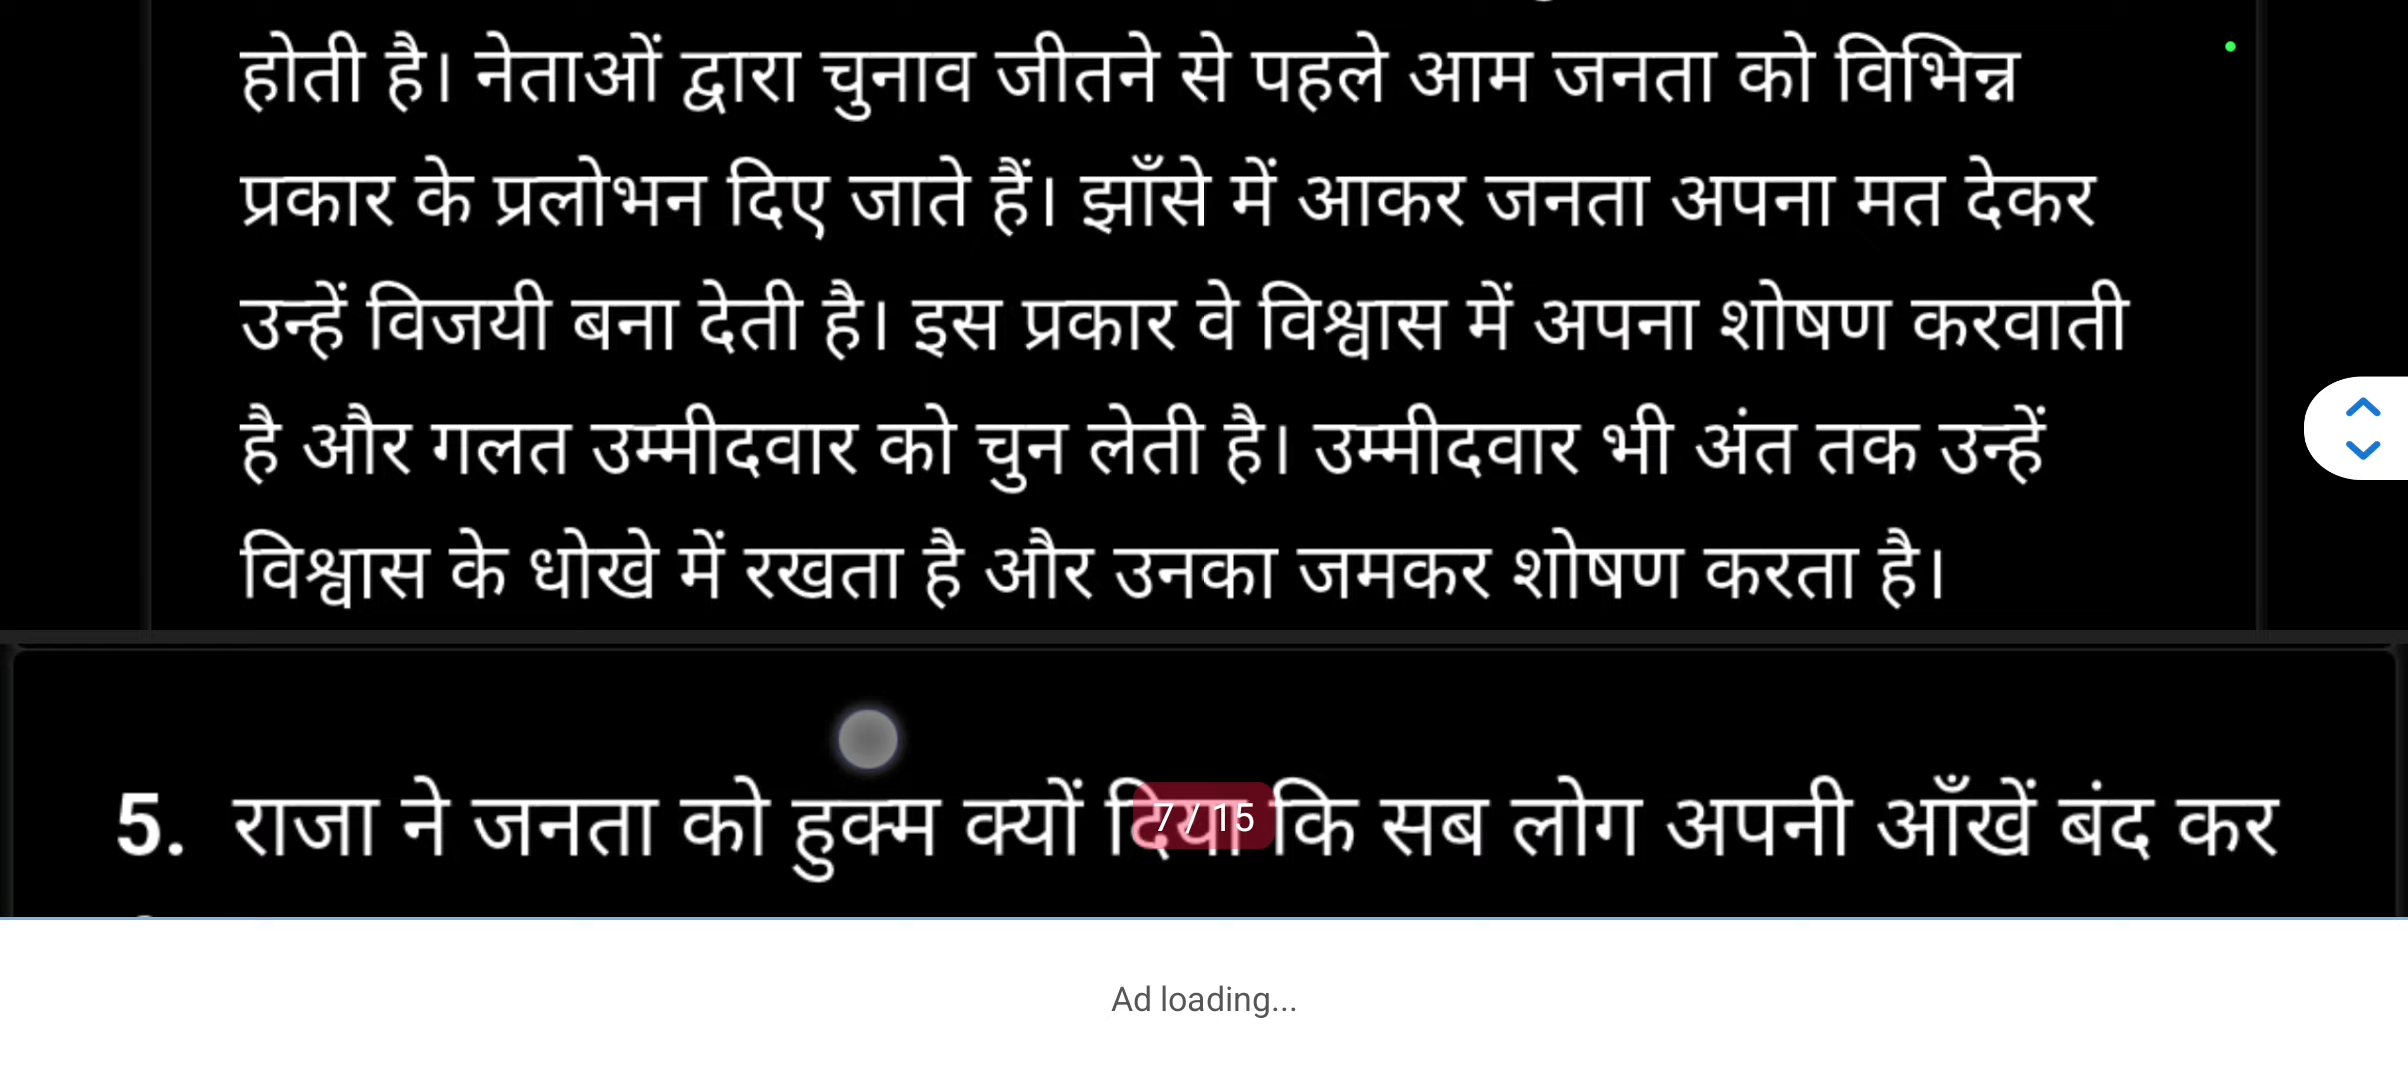 होती है। नेताओं द्वारा चुनाव जीतने से पहले आम जनता को विभिन्न
प्रकार के प्रलोभन दिए जाते हैं। झाँसे में आकर जनता अपना मत देकर
उन्हें विजयी बना देती है। इस प्रकार वे विश्वास में अपना शोषण करवाती
है और गलत उम्मीदवार को चुन लेती है। उम्मीदवार भी अंत तक उन्हें
विश्वास के धोखे में रखता है और उनका जमकर शोषण करता है।
5. राजा ने जनता को हुक्म क्यों दिया कि सब लोग अपनी आँखें बंद कर
7 / 15
Ad loading...